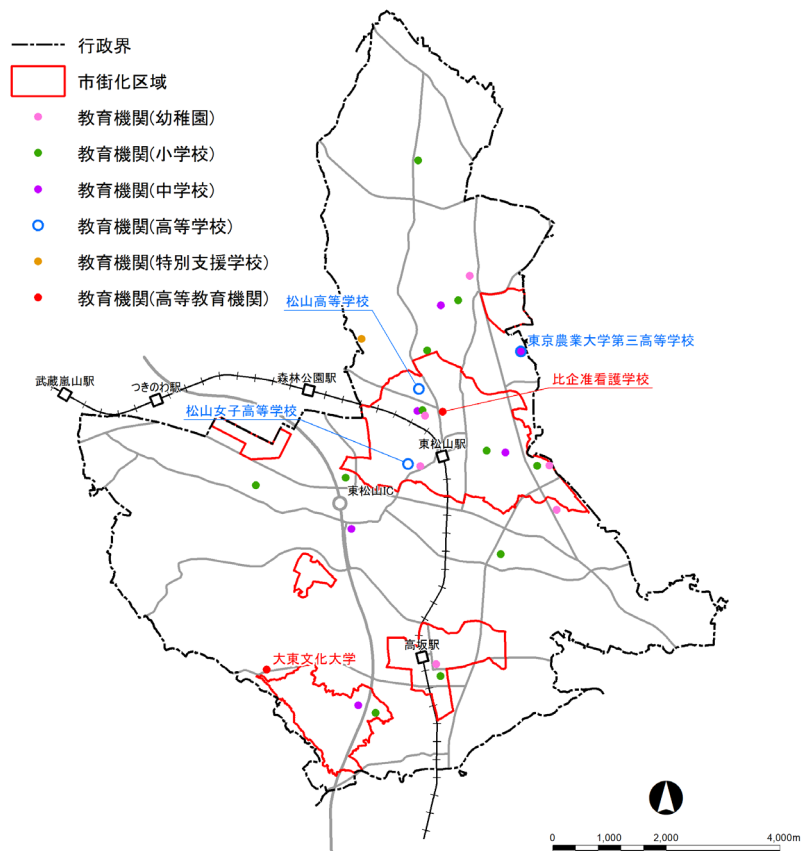 行政界
市街化区域
教育機関(幼稚園)
教育機関(小学校)
教育機関(中学校)
教育機関(高等学校)
教育機関(特別支援学校)
教育機関(高等教育機関)
松山高等学校
東京農業大学第三高等学校
武蔵嵐山駅
つきのわ駅
森林公園駅
比企准看護学校
松山女子高等学校
東松山駅
東松山IC
高坂駅
大東文化大学
0 1,000 2,000 4,000m